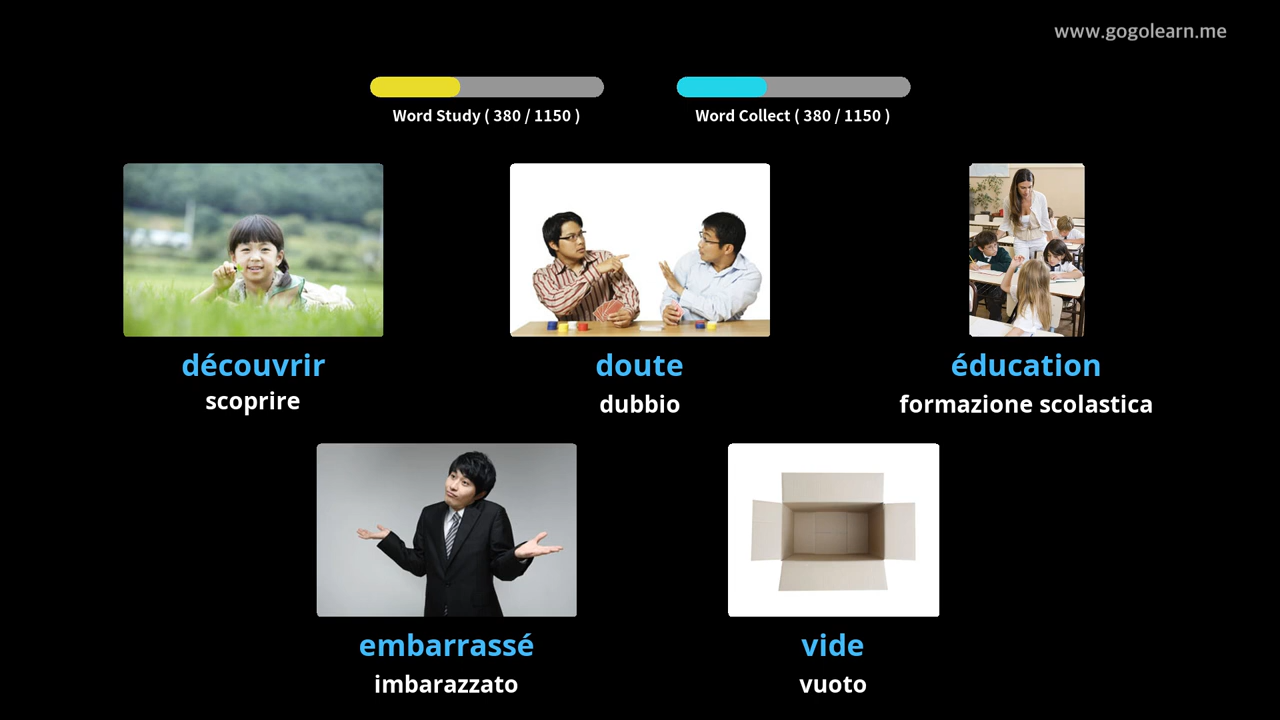 www.gogolearn.me
Word Study ( 380 / 1150 )
Word Collect ( 380 / 1150 )
découvrir
scoprire
doute
dubbio
éducation
formazione scolastica
embarrassé
imbarazzato
vide
vuoto